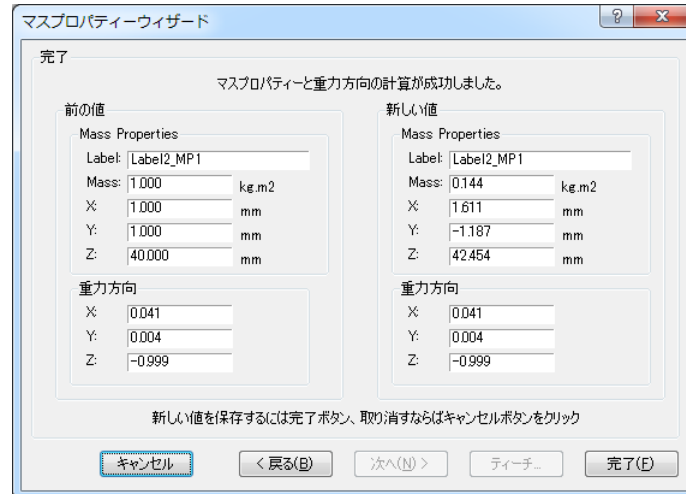 マスプロパティーウィザード
完了
マスプロパティーと重力方向の計算が成功しました。
前の値
Mass Properties
Label: Label2_MP1
Mass: 1.000 kg.m2
X: 1.000 mm
Y: 1.000 mm
Z: 40.000 mm
重力方向
X: 0.041
Y: 0.004
Z: -0.999
新しい値
Mass Properties
Label: Label2_MP1
Mass: 0.144 kg.m2
X: 1.611 mm
Y: -1.187 mm
Z: 42.454 mm
重力方向
X: 0.041
Y: 0.004
Z: -0.999
新しい値を保存するには完了ボタン、取り消すならばキャンセルボタンをクリック
キャンセル < 戻る(B) 次へ(N) > ティーチ... 完了(F)